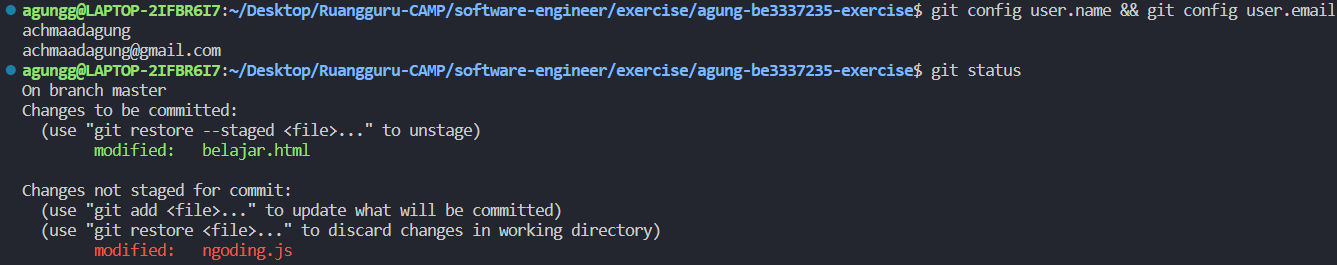 agungg@LAPTOP-2IFBR6I7:~/Desktop/Ruangguru-CAMP/software-engineer/exercise/agung-be3337235-exercise$ git config user.name && git config user.email
achmaadagung
achmaadagung@gmail.com
agungg@LAPTOP-2IFBR6I7:~/Desktop/Ruangguru-CAMP/software-engineer/exercise/agung-be3337235-exercise$ git status
On branch master
Changes to be committed:
  (use "git restore --staged <file>..." to unstage)
        modified:   belajar.html

Changes not staged for commit:
  (use "git add <file>..." to update what will be committed)
  (use "git restore <file>..." to discard changes in working directory)
        modified:   ngoding.js